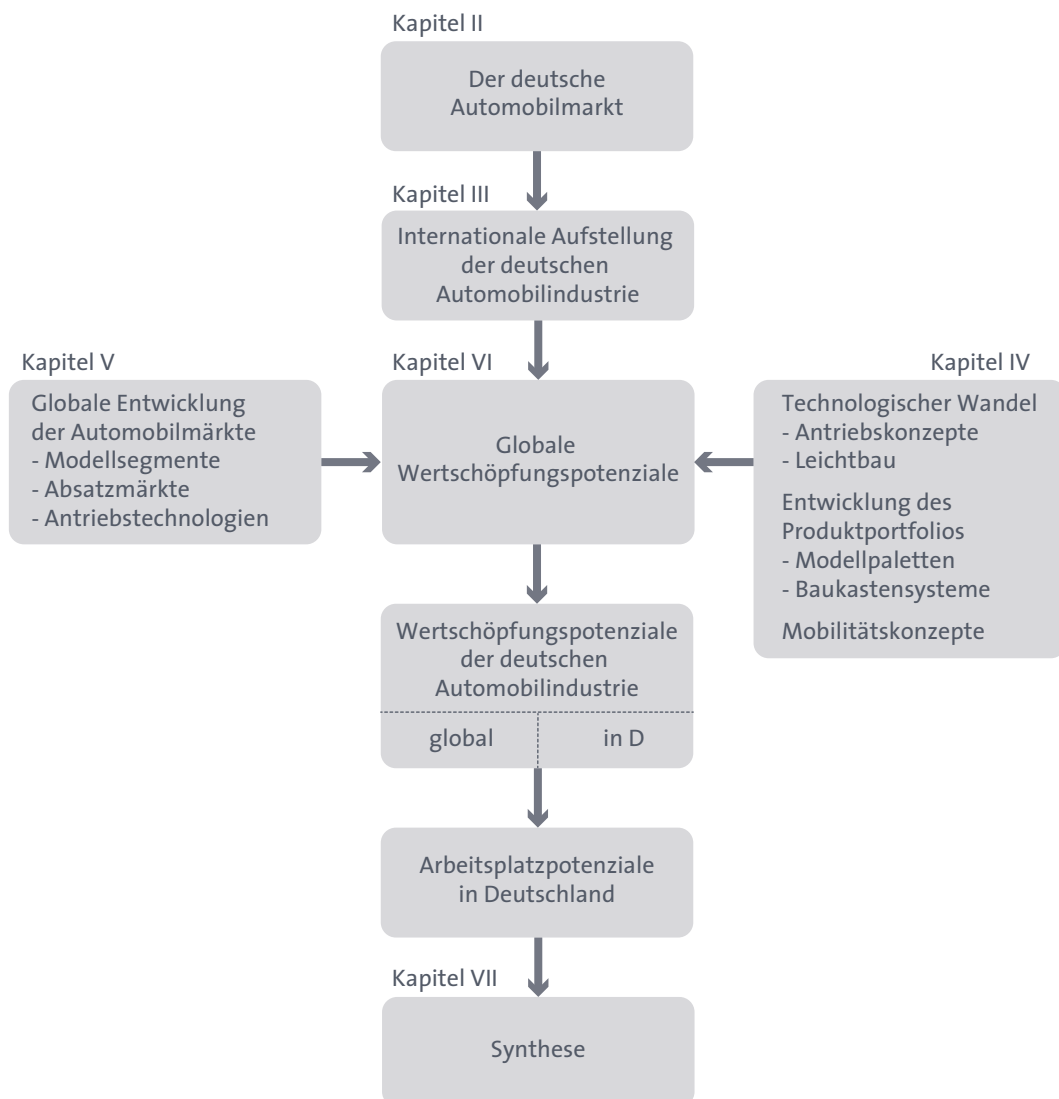 Kapitel II
Der deutsche
Automobilmarkt
Kapitel III
Internationale Aufstellung
der deutschen
Automobilindustrie
Kapitel V
Globale Entwicklung
der Automobilmärkte
- Modellsegmente
- Absatzmärkte
- Antriebstechnologien
Kapitel VI
Globale
Wertschöpfungspotenziale
Kapitel IV
Technologischer Wandel
- Antriebskonzepte
- Leichtbau
Entwicklung des
Produktportfolios
- Modellpaletten
- Baukastensysteme
Mobilitätskonzepte
Wertschöpfungspotenziale
der deutschen
Automobilindustrie
global
in D
Arbeitsplatzpotenziale
in Deutschland
Kapitel VII
Synthese